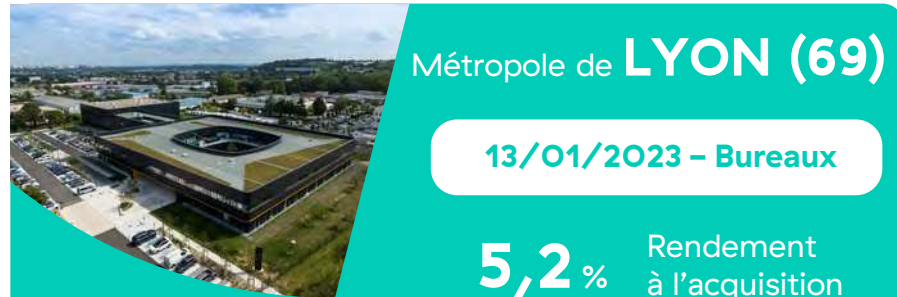 Métropole de LYON (69)
13/01/2023 – Bureaux
5,2 % Rendement
à l'acquisition